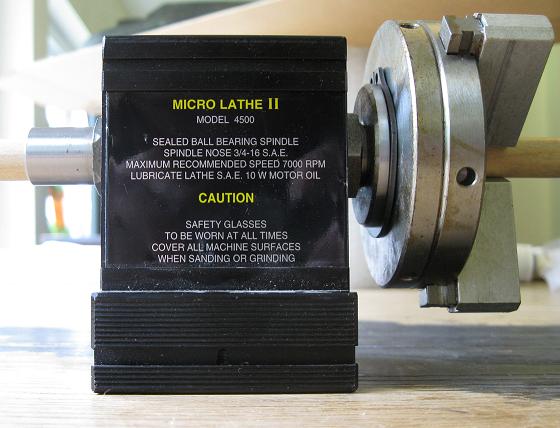 MICRO LATHE II
MODEL 4500
SEALED BALL BEARING SPINDLE
SPINDLE NOSE 3/4-16 S.A.E.
MAXIMUM RECOMMENDED SPEED 7000 RPM
LUBRICATE LATHE S.A.E. 10 W MOTOR OIL
CAUTION
SAFETY GLASSES
TO BE WORN AT ALL TIMES
COVER ALL MACHINE SURFACES
WHEN SANDING OR GRINDING